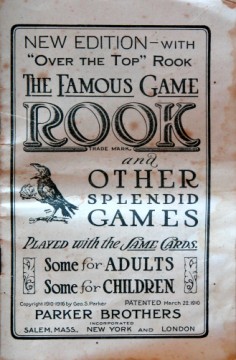 NEW EDITION - WITH
"OVER THE TOP" ROOK
THE FAMOUS GAME
ROOK
TRADE MARK
and
OTHER
SPLENDID
GAMES
PLAYED with the SAME CARDS.
Some for ADULTS
Some for CHILDREN.
Copyright 1910-1918 by Geo. S. Parker PATENTED March 22, 1910
PARKER BROTHERS
INCORPORATED
SALEM, MASS., NEW YORK and LONDON